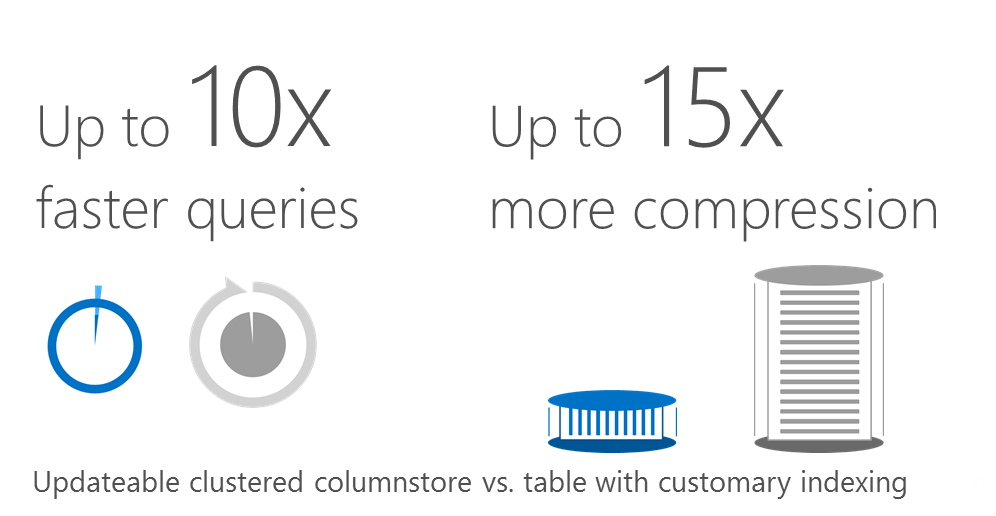 Up to 10x
faster queries
Up to 15x
more compression
Updateable clustered columnstore vs. table with customary indexing